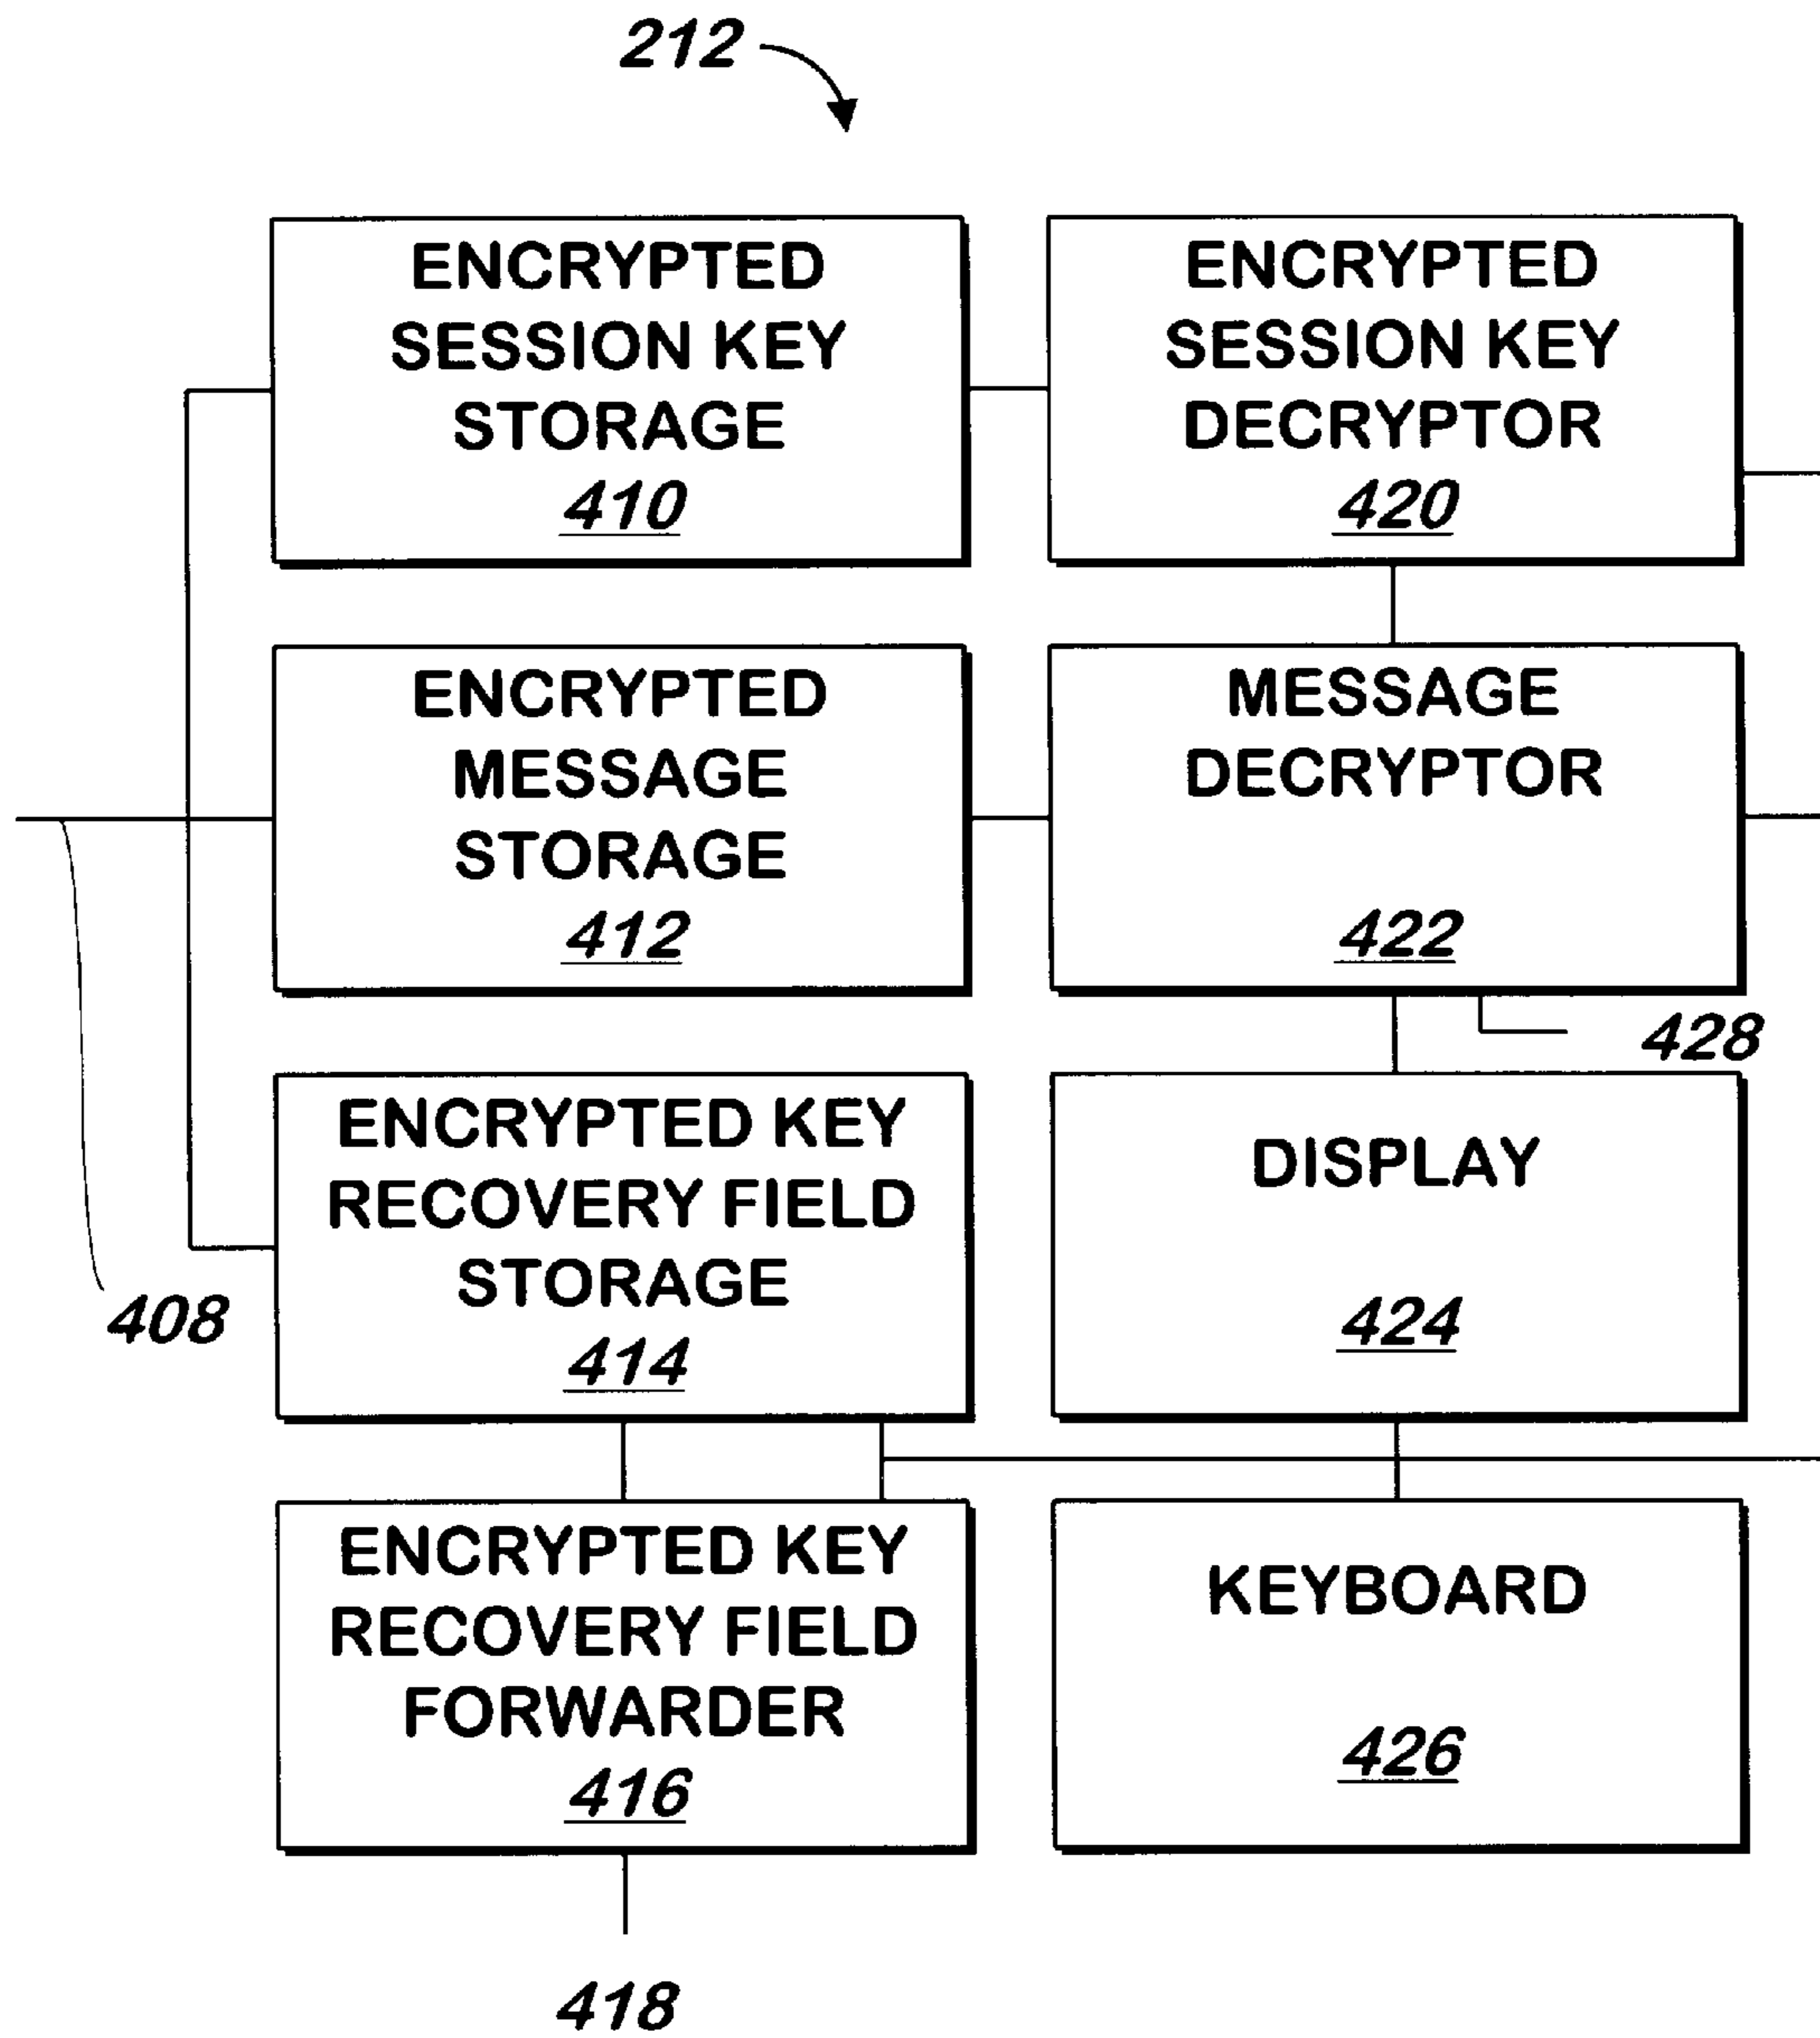 212
ENCRYPTED
SESSION KEY
STORAGE
410
ENCRYPTED
SESSION KEY
DECRYPTOR
420
ENCRYPTED
MESSAGE
STORAGE
412
MESSAGE
DECRYPTOR
422
428
ENCRYPTED KEY
RECOVERY FIELD
STORAGE
414
DISPLAY
424
408
ENCRYPTED KEY
RECOVERY FIELD
FORWARDER
416
KEYBOARD
426
418